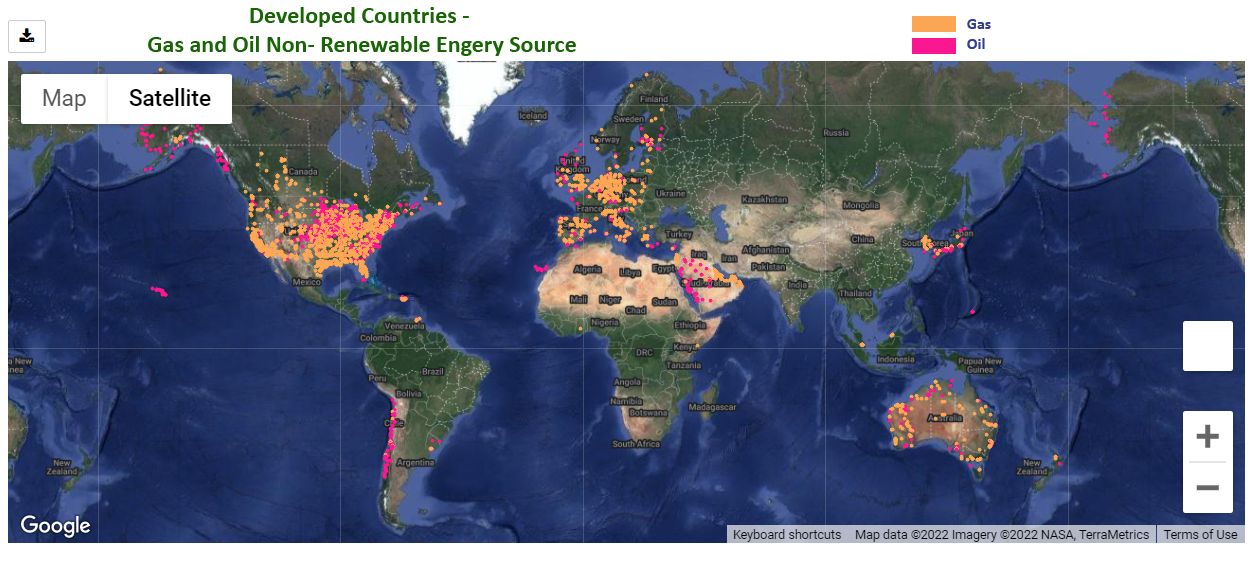 Developed Countries -
Gas and Oil Non- Renewable Engery Source
Gas
Oil
Map
Satellite
Iceland
Finland
Sweden
Norway
Russia
United
Kingdom
Canada
Ukraine
France
Kazakhstan
Mongolia
Turkey
China
South Korea
Japan
Iraq
Iran
Afghanistan
Pakistan
Algeria
Libya
Egypt
Saudi Arabia
India
Mexico
Mali
Niger
Chad
Sudan
Thailand
Venezuela
Colombia
Nigeria
Ethiopia
Kenya
DRC
Tanzania
Indonesia
Papua New
Guinea
a New
inea
Peru
Brazil
Bolivia
Angola
Namibia
Botswana
Madagascar
Chile
Australia
South Africa
Argentina
New
Zealand
New
Zealand
+
−
Google
Keyboard shortcuts
Map data ©2022 Imagery ©2022 NASA, TerraMetrics
Terms of Use